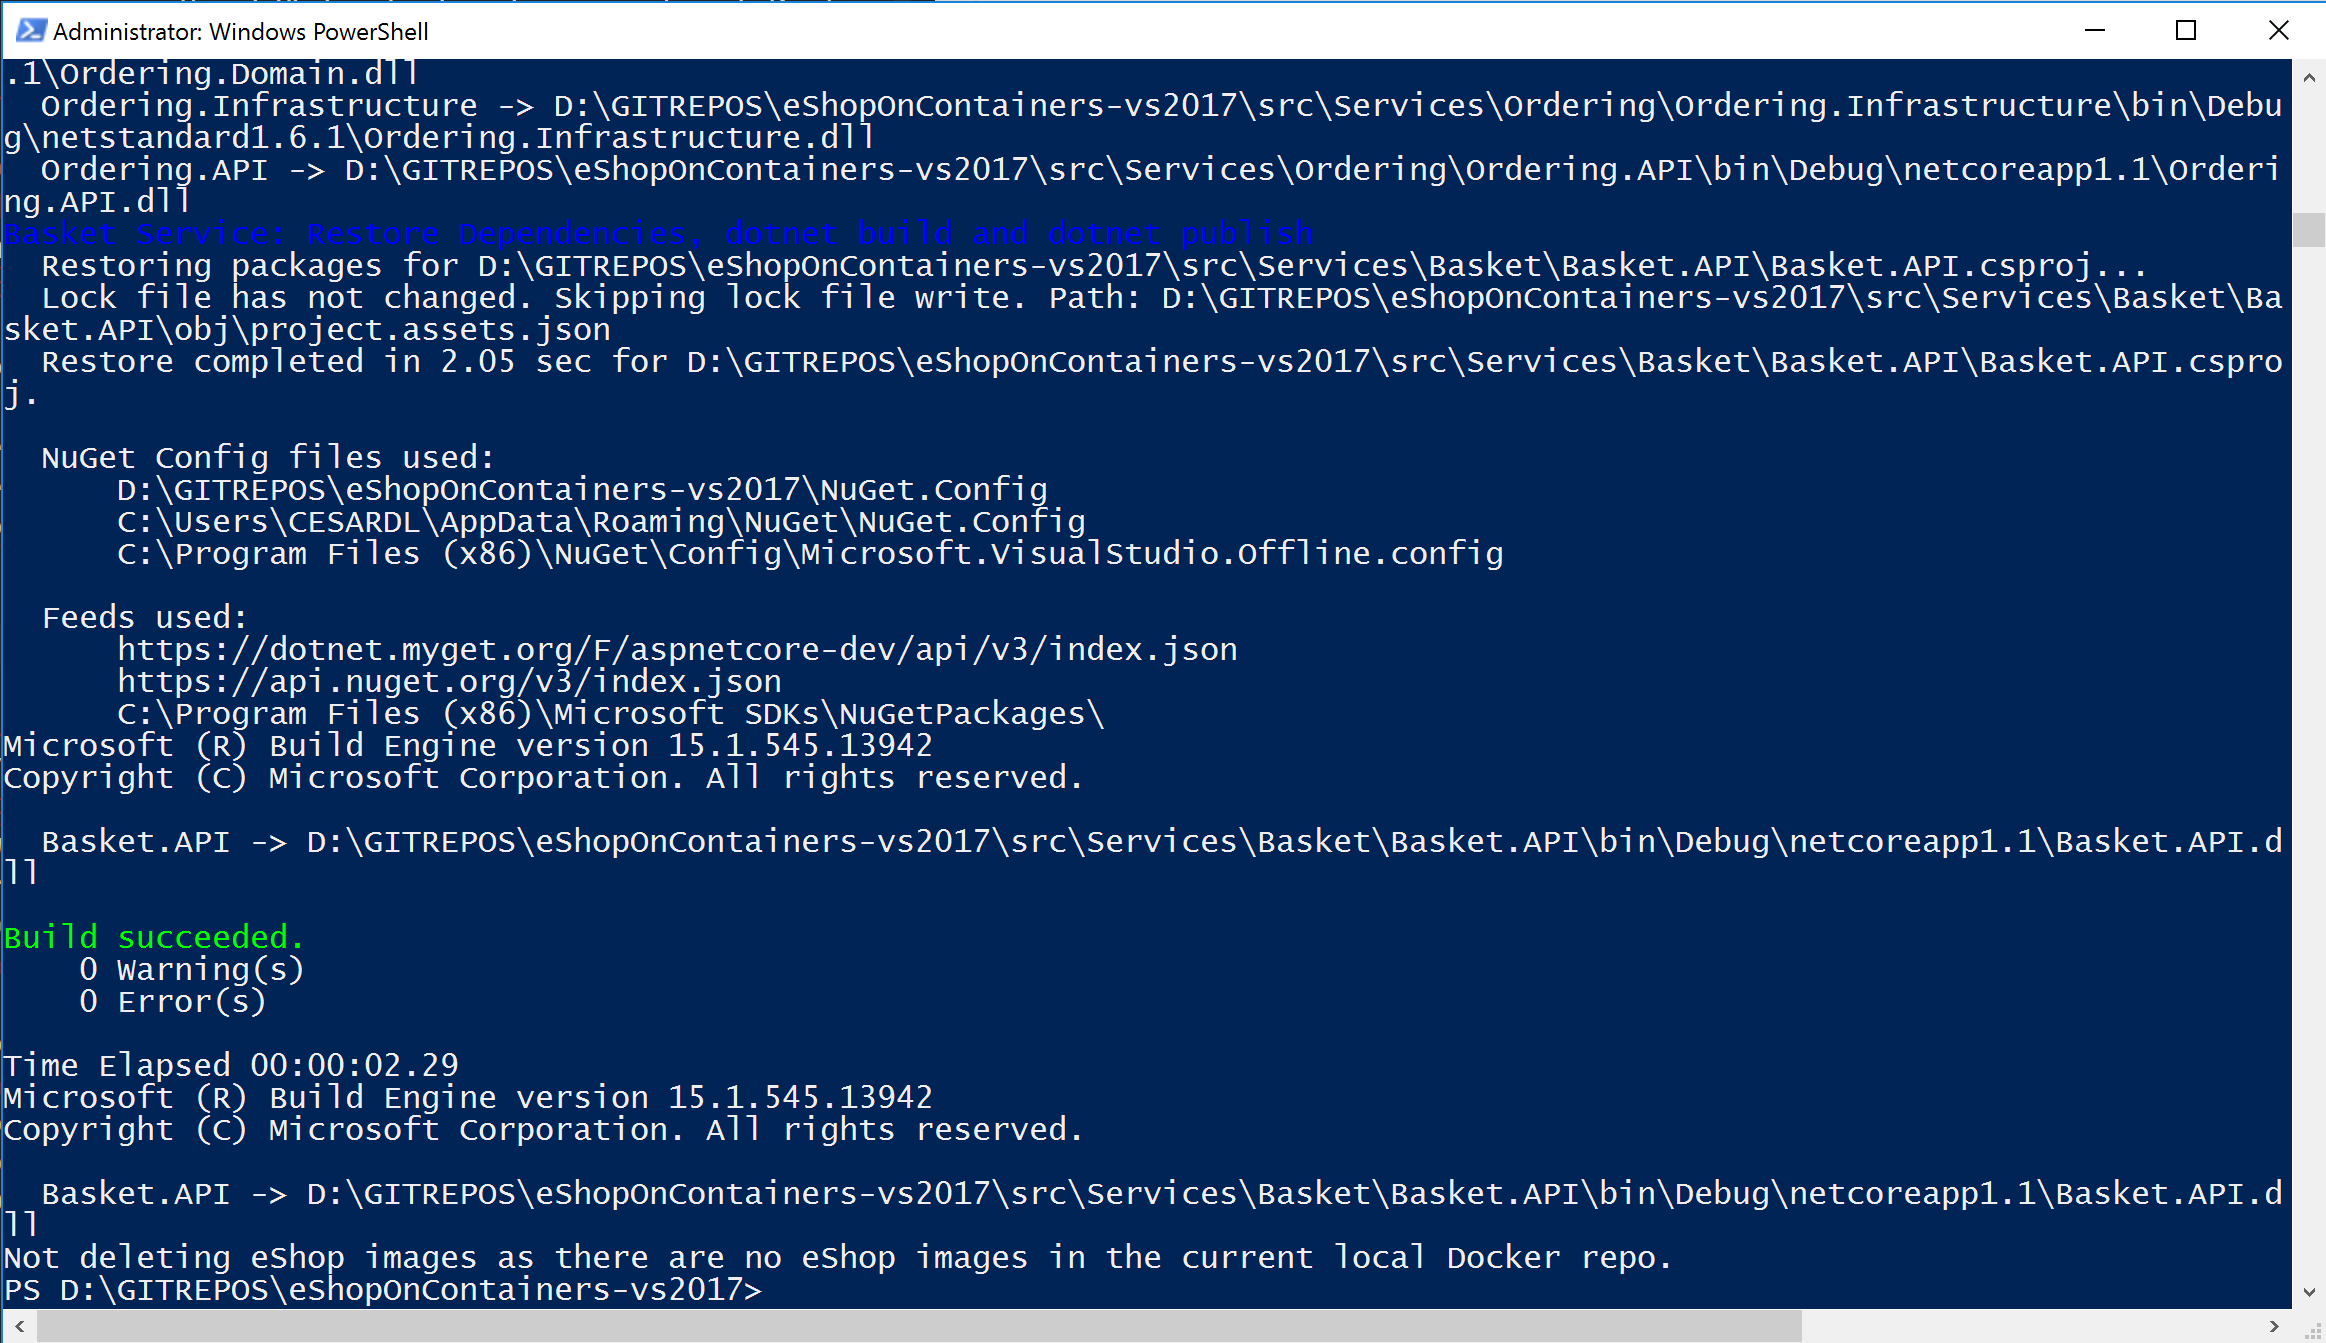 Administrator: Windows PowerShell
.1\Ordering.Domain.dll
  Ordering.Infrastructure -> D:\GITREPOS\eShopOnContainers-vs2017\src\Services\Ordering\Ordering.Infrastructure\bin\Debu
g\netstandard1.6.1\Ordering.Infrastructure.dll
  Ordering.API -> D:\GITREPOS\eShopOnContainers-vs2017\src\Services\Ordering\Ordering.API\bin\Debug\netcoreapp1.1\Orderi
ng.API.dll
Basket Service: Restore Dependencies, dotnet build and dotnet publish
  Restoring packages for D:\GITREPOS\eShopOnContainers-vs2017\src\Services\Basket\Basket.API\Basket.API.csproj...
  Lock file has not changed. Skipping lock file write. Path: D:\GITREPOS\eShopOnContainers-vs2017\src\Services\Basket\Ba
sket.API\obj\project.assets.json
  Restore completed in 2.05 sec for D:\GITREPOS\eShopOnContainers-vs2017\src\Services\Basket\Basket.API\Basket.API.cspro
j.
  NuGet Config files used:
      D:\GITREPOS\eShopOnContainers-vs2017\NuGet.Config
      C:\Users\CESARDL\AppData\Roaming\NuGet\NuGet.Config
      C:\Program Files (x86)\NuGet\Config\Microsoft.VisualStudio.Offline.config
  Feeds used:
      https://dotnet.myget.org/F/aspnetcore-dev/api/v3/index.json
      https://api.nuget.org/v3/index.json
      C:\Program Files (x86)\Microsoft SDKs\NuGetPackages\
Microsoft (R) Build Engine version 15.1.545.13942
Copyright (C) Microsoft Corporation. All rights reserved.
  Basket.API -> D:\GITREPOS\eShopOnContainers-vs2017\src\Services\Basket\Basket.API\bin\Debug\netcoreapp1.1\Basket.API.d
ll
Build succeeded.
    0 Warning(s)
    0 Error(s)
Time Elapsed 00:00:02.29
Microsoft (R) Build Engine version 15.1.545.13942
Copyright (C) Microsoft Corporation. All rights reserved.
  Basket.API -> D:\GITREPOS\eShopOnContainers-vs2017\src\Services\Basket\Basket.API\bin\Debug\netcoreapp1.1\Basket.API.d
ll
Not deleting eShop images as there are no eShop images in the current local Docker repo.
PS D:\GITREPOS\eShopOnContainers-vs2017>